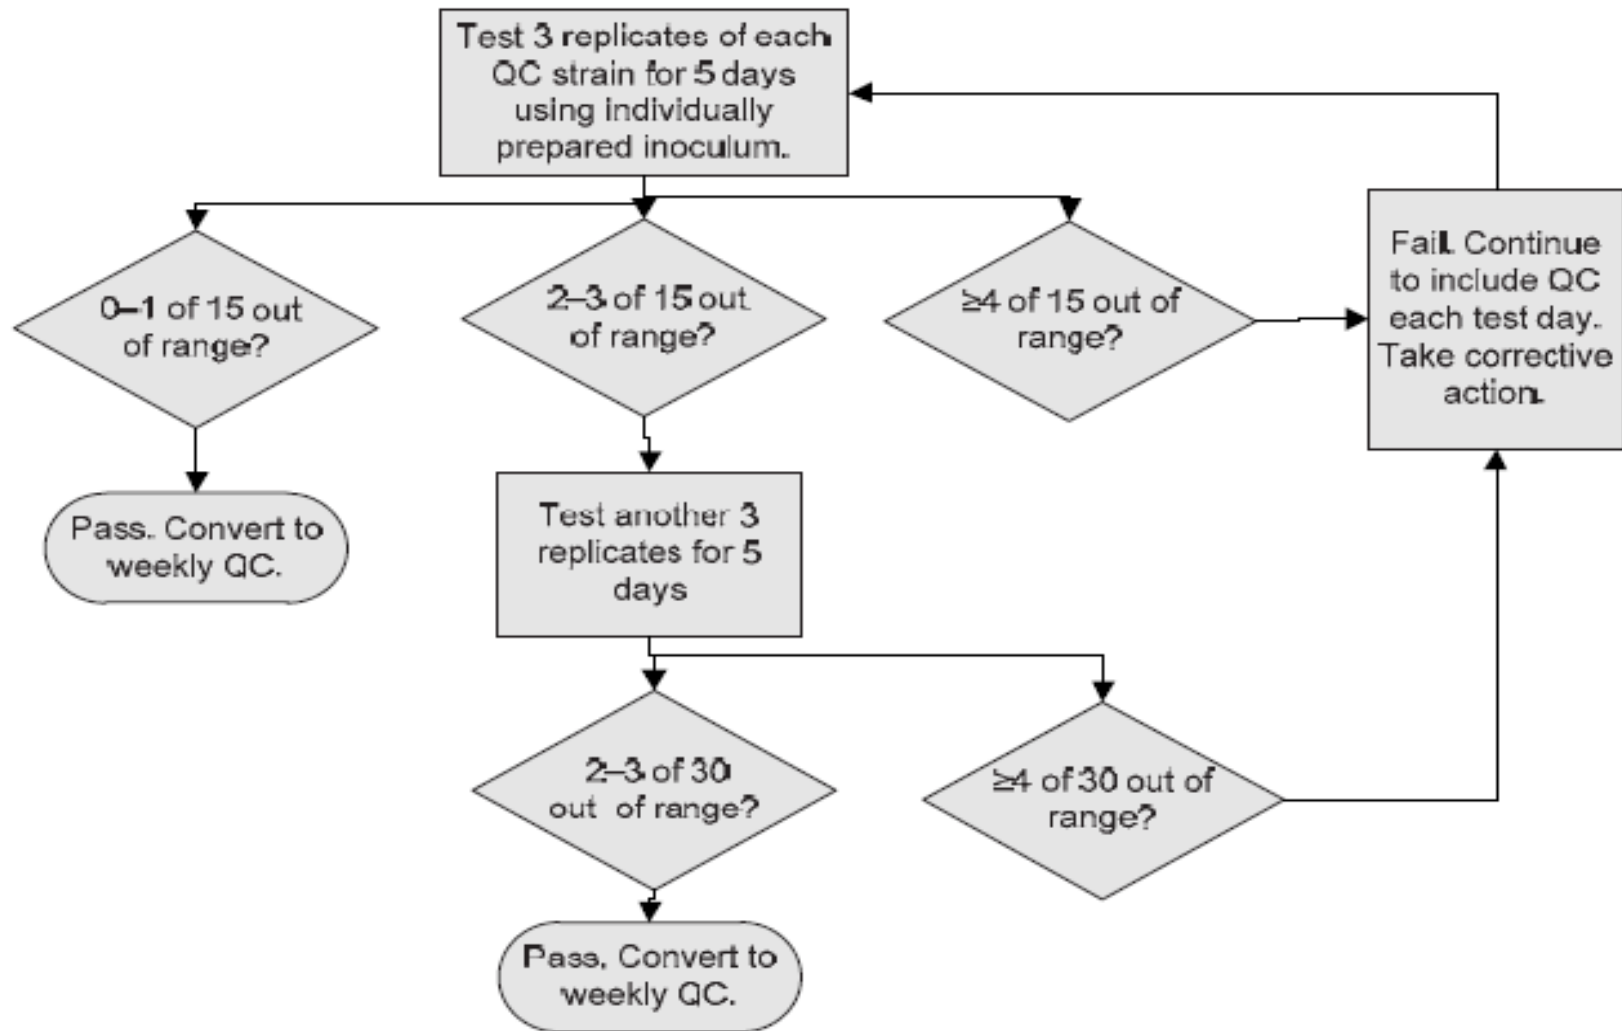 Test 3 replicates of each
QC strain for 5 days
using individually
prepared inoculum.
0–1 of 15 out
of range?
2–3 of 15 out
of range?
≥4 of 15 out of
range?
Fail. Continue
to include QC
each test day.
Take corrective
action.
Pass. Convert to
weekly QC.
Test another 3
replicates for 5
days
2–3 of 30
out of range?
≥4 of 30 out of
range?
Pass. Convert to
weekly QC.